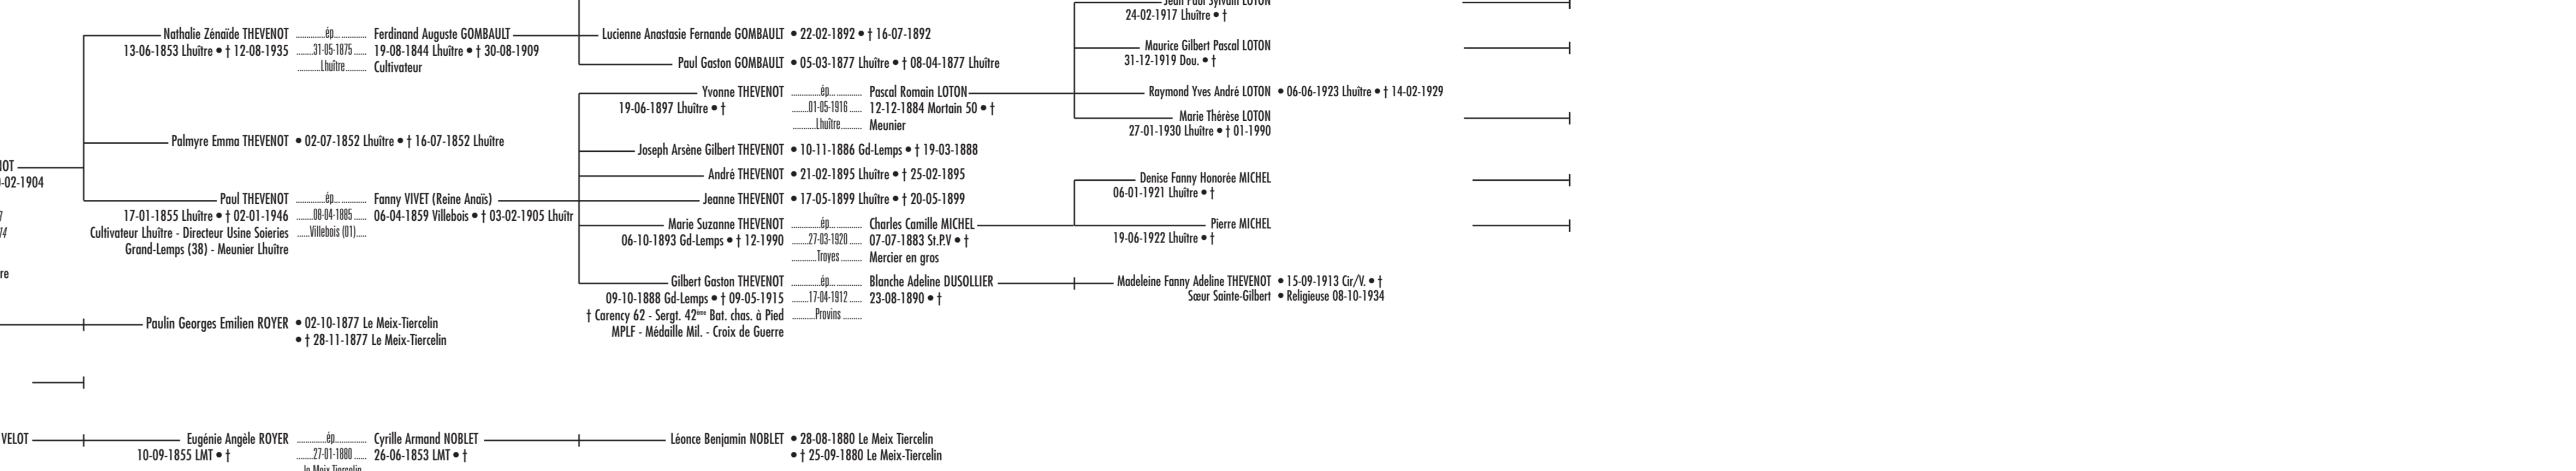 Nathalie Zénaïde THEVENOT ép. Ferdinand Auguste GOMBAULT
13-06-1853 Lhuître • † 12-08-1935 31-05-1875 19-08-1844 Lhuître • † 30-08-1909
Lhuître Cultivateur
Palmyre Emma THEVENOT • 02-07-1852 Lhuître • † 16-07-1852 Lhuître
NOT
-02-1904
Paul THEVENOT ép. Fanny VIVET (Reine Anaïs)
17-01-1855 Lhuître • † 02-01-1946 08-04-1885 06-04-1859 Villebois • † 03-02-1905 Lhuîtr
Cultivateur Lhuître - Directeur Usine Soieries Villebois (01)
Grand-Lemps (38) - Meunier Lhuître
re
Paulin Georges Emilien ROYER • 02-10-1877 Le Meix-Tiercelin
• † 28-11-1877 Le Meix-Tiercelin
VELOT
Eugénie Angèle ROYER ép. Cyrille Armand NOBLET
10-09-1855 LMT • † 27-01-1880 26-06-1853 LMT • †
le Meix Tiercelin
Lucienne Anastasie Fernande GOMBAULT • 22-02-1892 • † 16-07-1892
Paul Gaston GOMBAULT • 05-03-1877 Lhuître • † 08-04-1877 Lhuître
Yvonne THEVENOT ép. Pascal Romain LOTON
19-06-1897 Lhuître • † 01-05-1916 12-12-1884 Mortain 50 • †
Lhuître Meunier
Joseph Arsène Gilbert THEVENOT • 10-11-1886 Gd-Lemps • † 19-03-1888
André THEVENOT • 21-02-1895 Lhuître • † 25-02-1895
Jeanne THEVENOT • 17-05-1899 Lhuître • † 20-05-1899
Marie Suzanne THEVENOT ép. Charles Camille MICHEL
06-10-1893 Gd-Lemps • † 12-1990 27-03-1920 07-07-1883 St.P.V • †
Troyes Mercier en gros
Gilbert Gaston THEVENOT ép. Blanche Adeline DUSOLLIER
09-10-1888 Gd-Lemps • † 09-05-1915 17-04-1912 23-08-1890 • †
† Carency 62 - Sergt. 42ème Bat. chas. à Pied Provins
MPLF - Médaille Mil. - Croix de Guerre
Léonce Benjamin NOBLET • 28-08-1880 Le Meix Tiercelin
• † 25-09-1880 Le Meix-Tiercelin
Jean Paul Sylvain LOTON
24-02-1917 Lhuître • †
Maurice Gilbert Pascal LOTON
31-12-1919 Dou. • †
Raymond Yves André LOTON • 06-06-1923 Lhuître • † 14-02-1929
Marie Thérèse LOTON
27-01-1930 Lhuître • † 01-1990
Denise Fanny Honorée MICHEL
06-01-1921 Lhuître • †
Pierre MICHEL
19-06-1922 Lhuître • †
Madeleine Fanny Adeline THEVENOT • 15-09-1913 Cir/V. • †
Sœur Sainte-Gilbert • Religieuse 08-10-1934